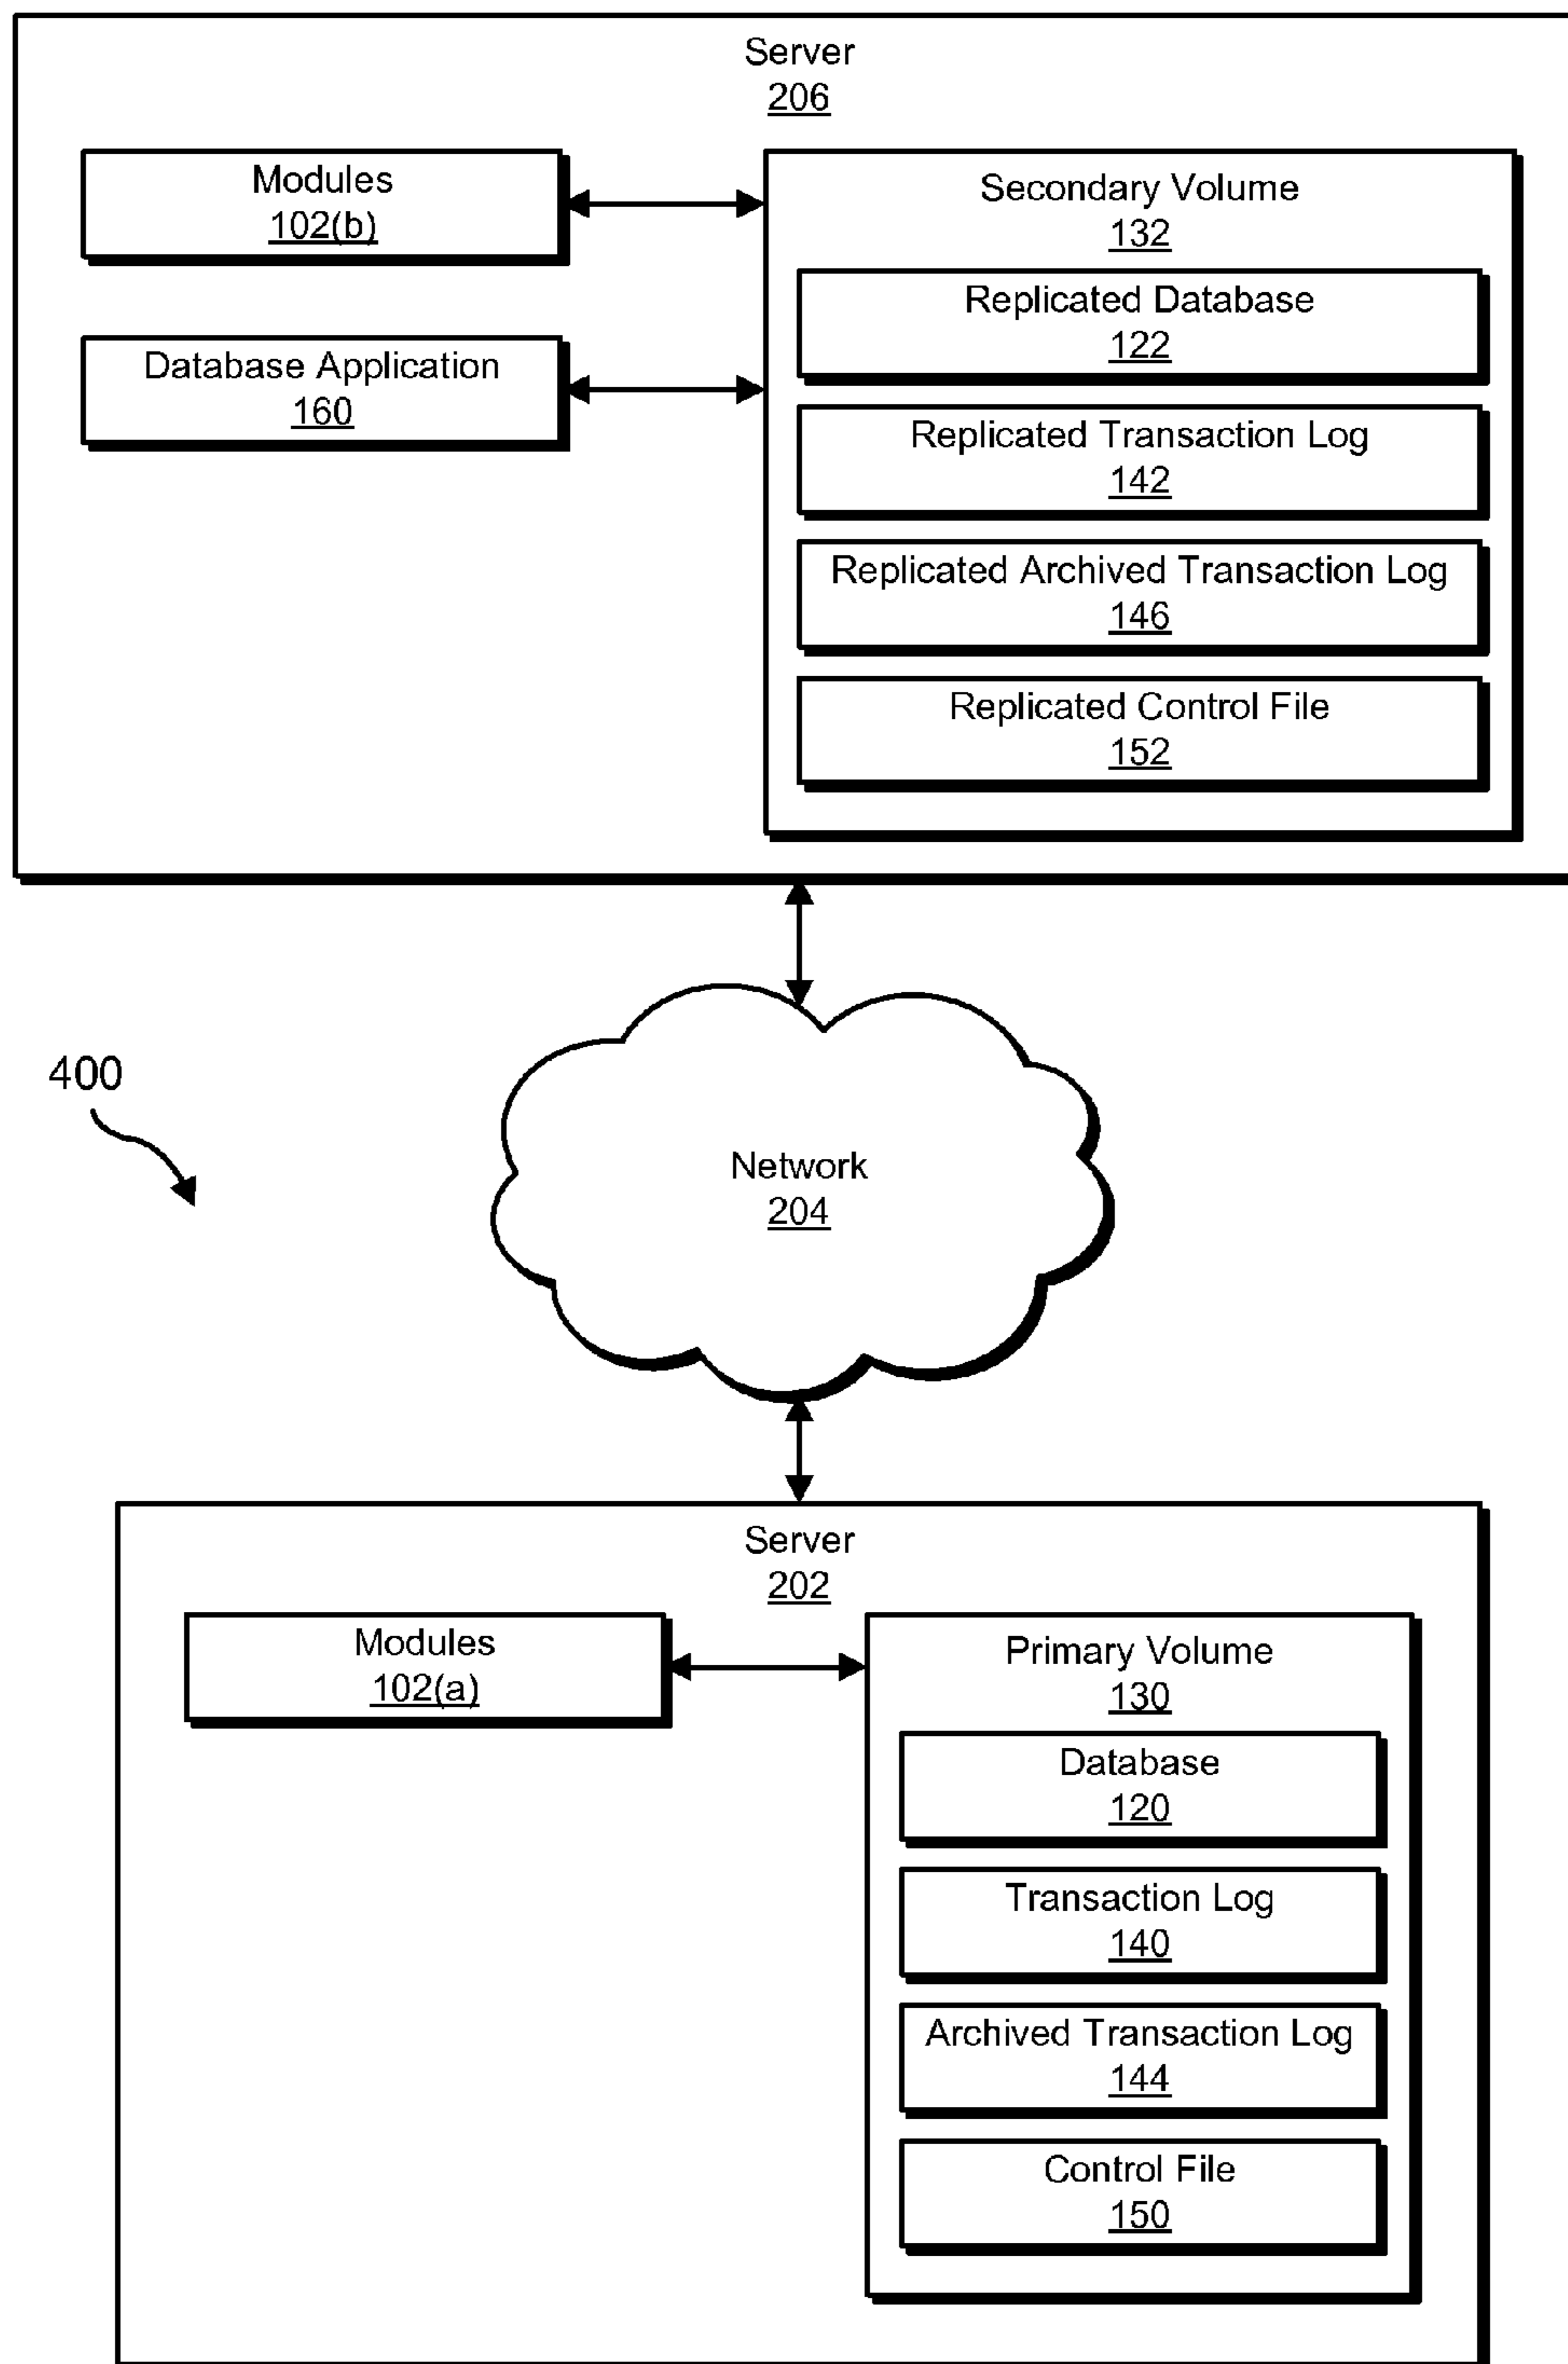 Server
206
Modules
102(b)
Database Application
160
Secondary Volume
132
Replicated Database
122
Replicated Transaction Log
142
Replicated Archived Transaction Log
146
Replicated Control File
152
400
Network
204
Server
202
Modules
102(a)
Primary Volume
130
Database
120
Transaction Log
140
Archived Transaction Log
144
Control File
150